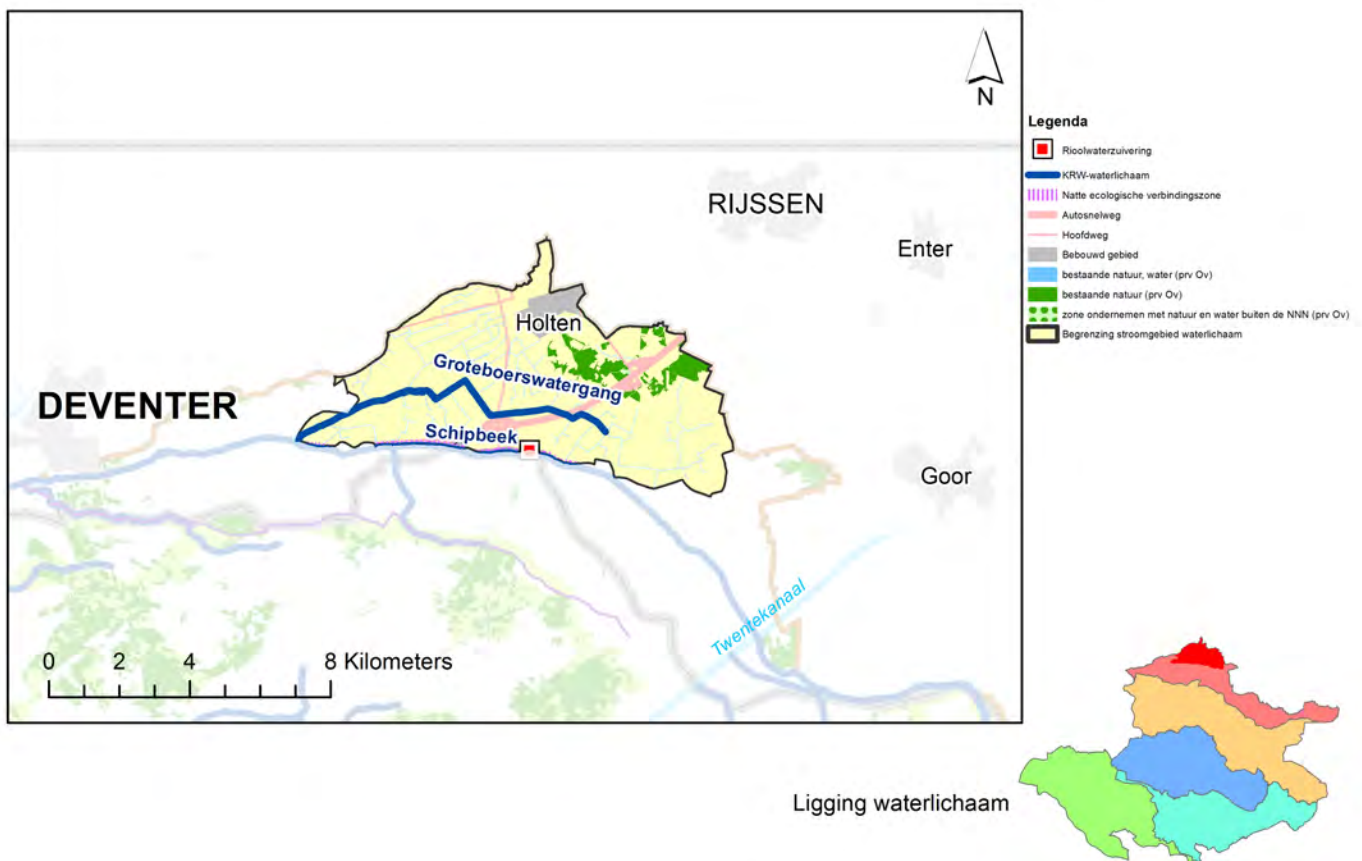 N
Legenda
Rioolwaterzuivering
KRW-waterlichaam
Natte ecologische verbindingszone
Autosnelweg
Hoofdweg
Bebouwd gebied
bestaande natuur, water (prv Ov)
bestaande natuur (prv Ov)
zone ondernemen met natuur en water buiten de NNN (prv Ov)
Begrenzing stroomgebied waterlichaam
RIJSSEN
Enter
Holten
Groteboerswatergang
DEVENTER
Schipbeek
Goor
Twentekanaal
0 2 4 8 Kilometers
Ligging waterlichaam